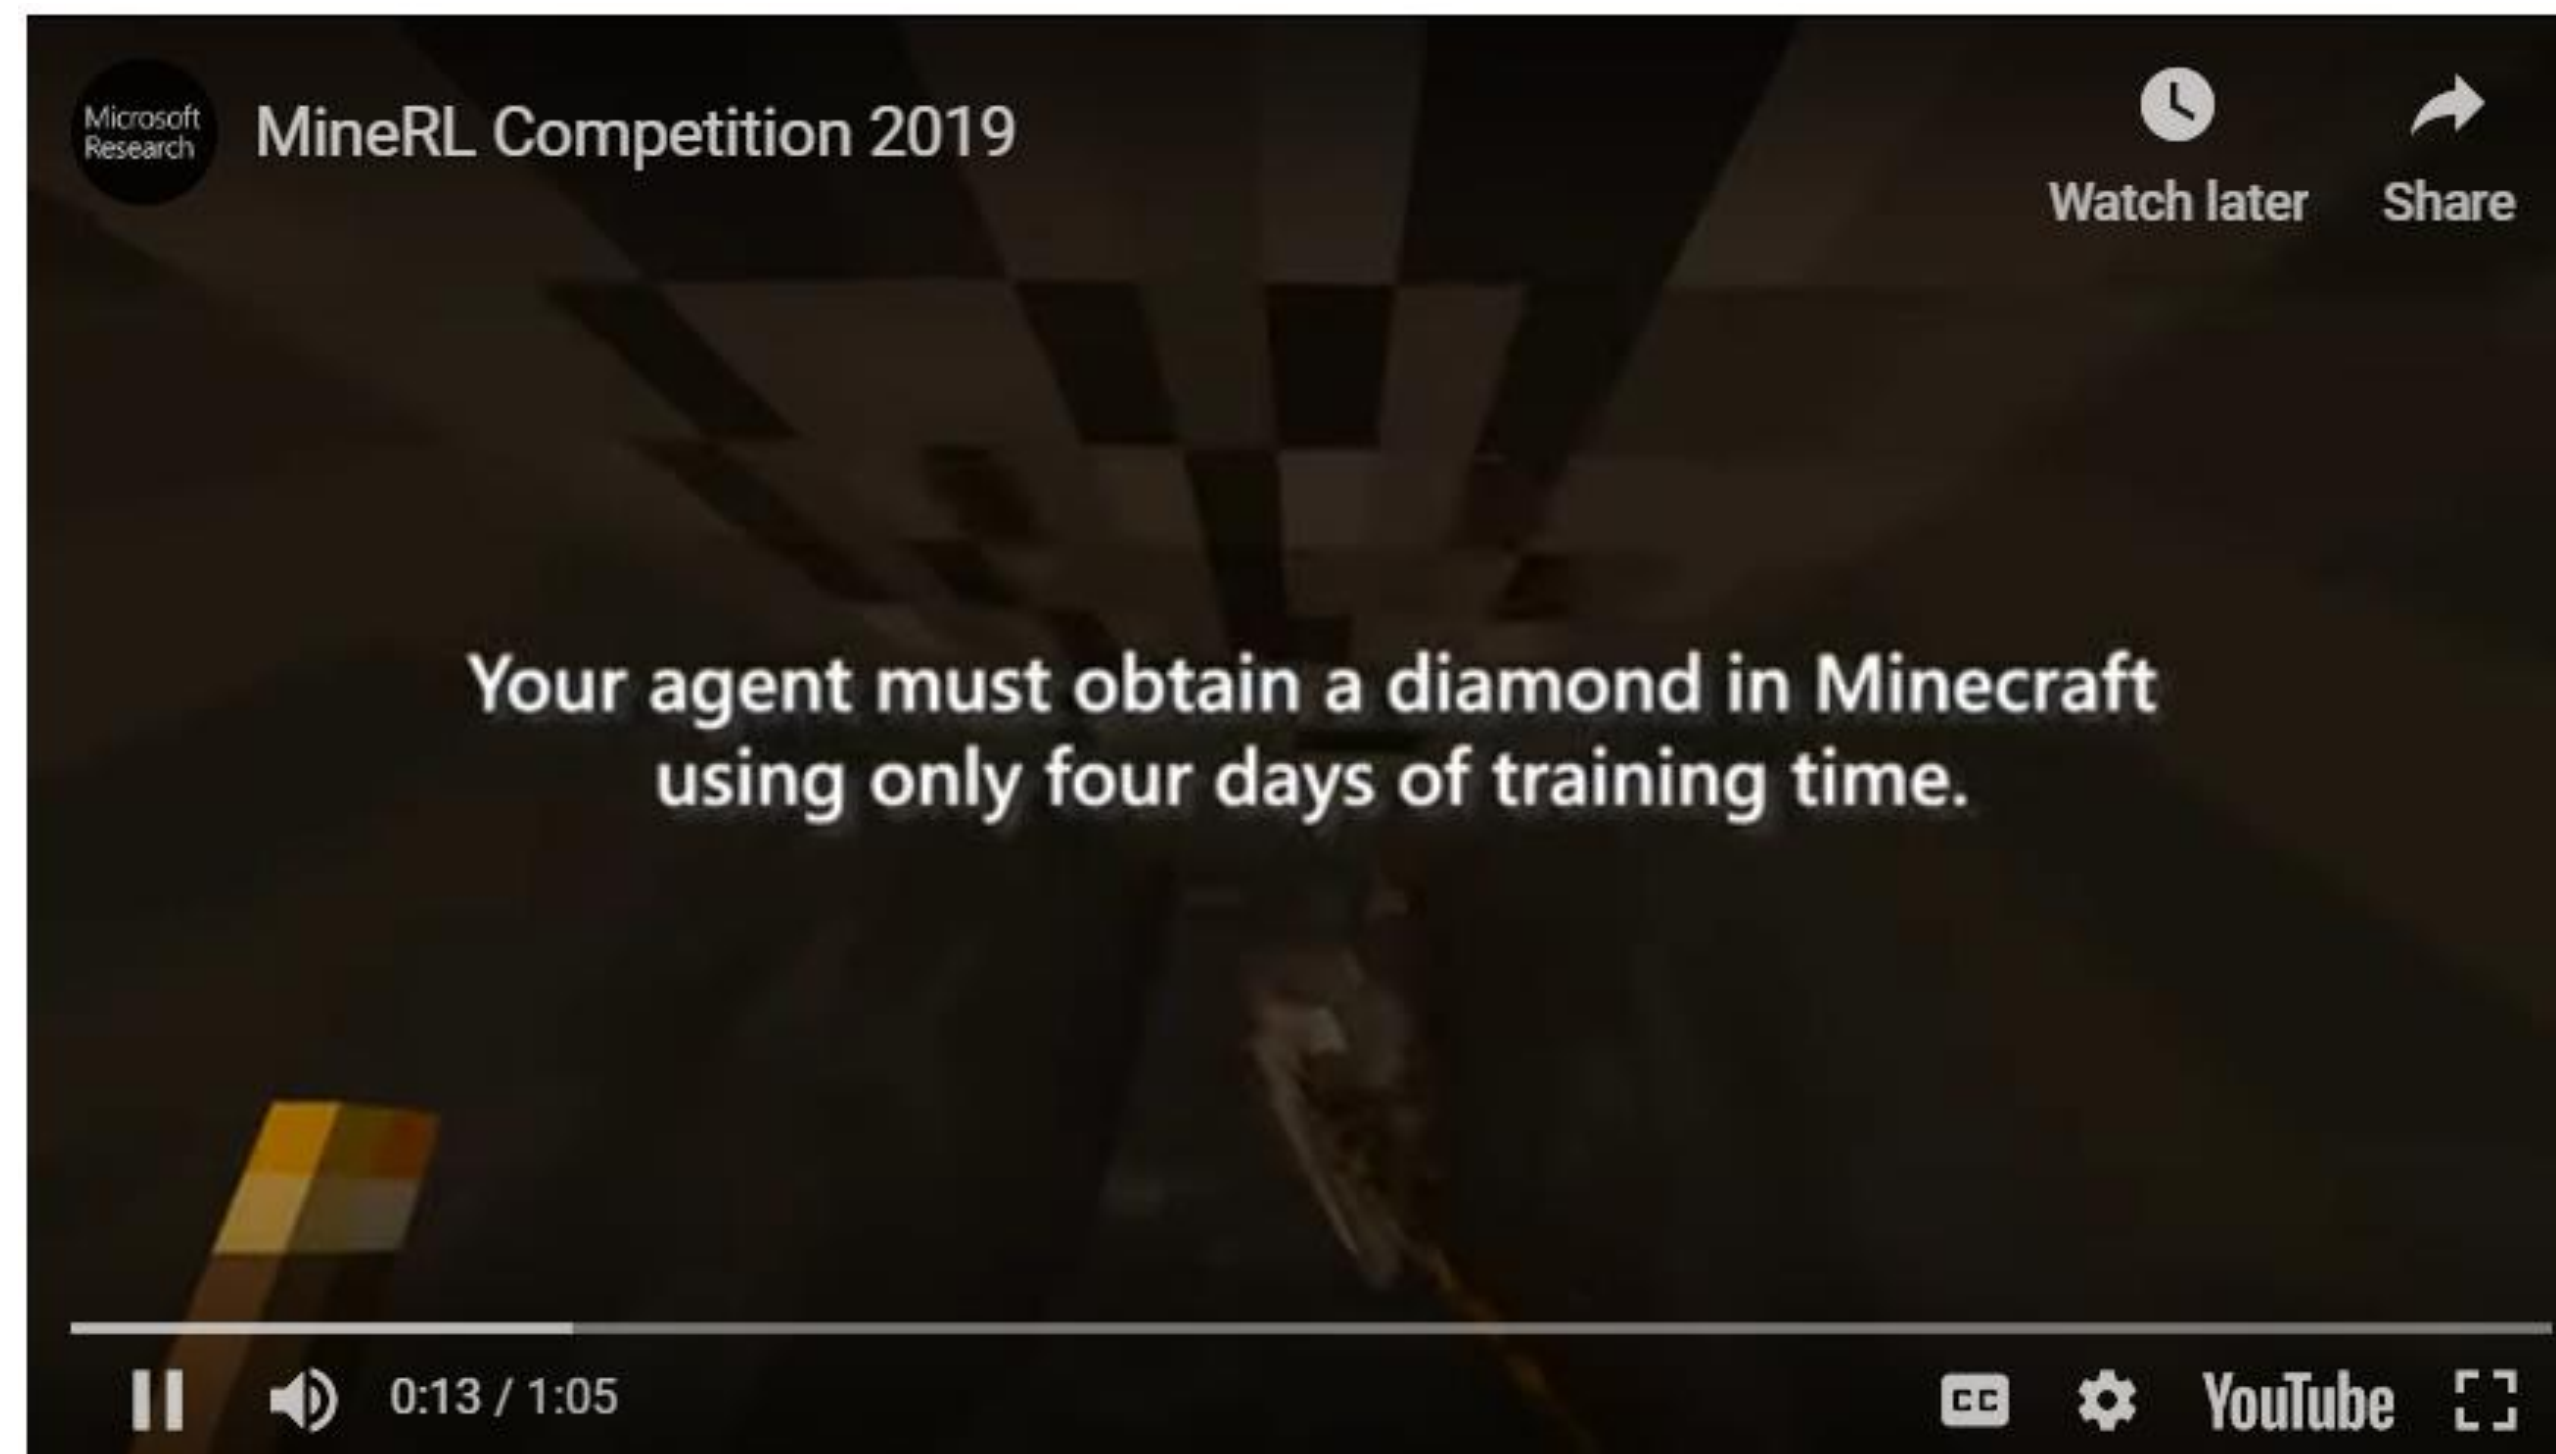 Microsoft
Research
MineRL Competition 2019
Watch later
Share
Your agent must obtain a diamond in Minecraft
using only four days of training time.
0:13 / 1:05
CC
YouTube